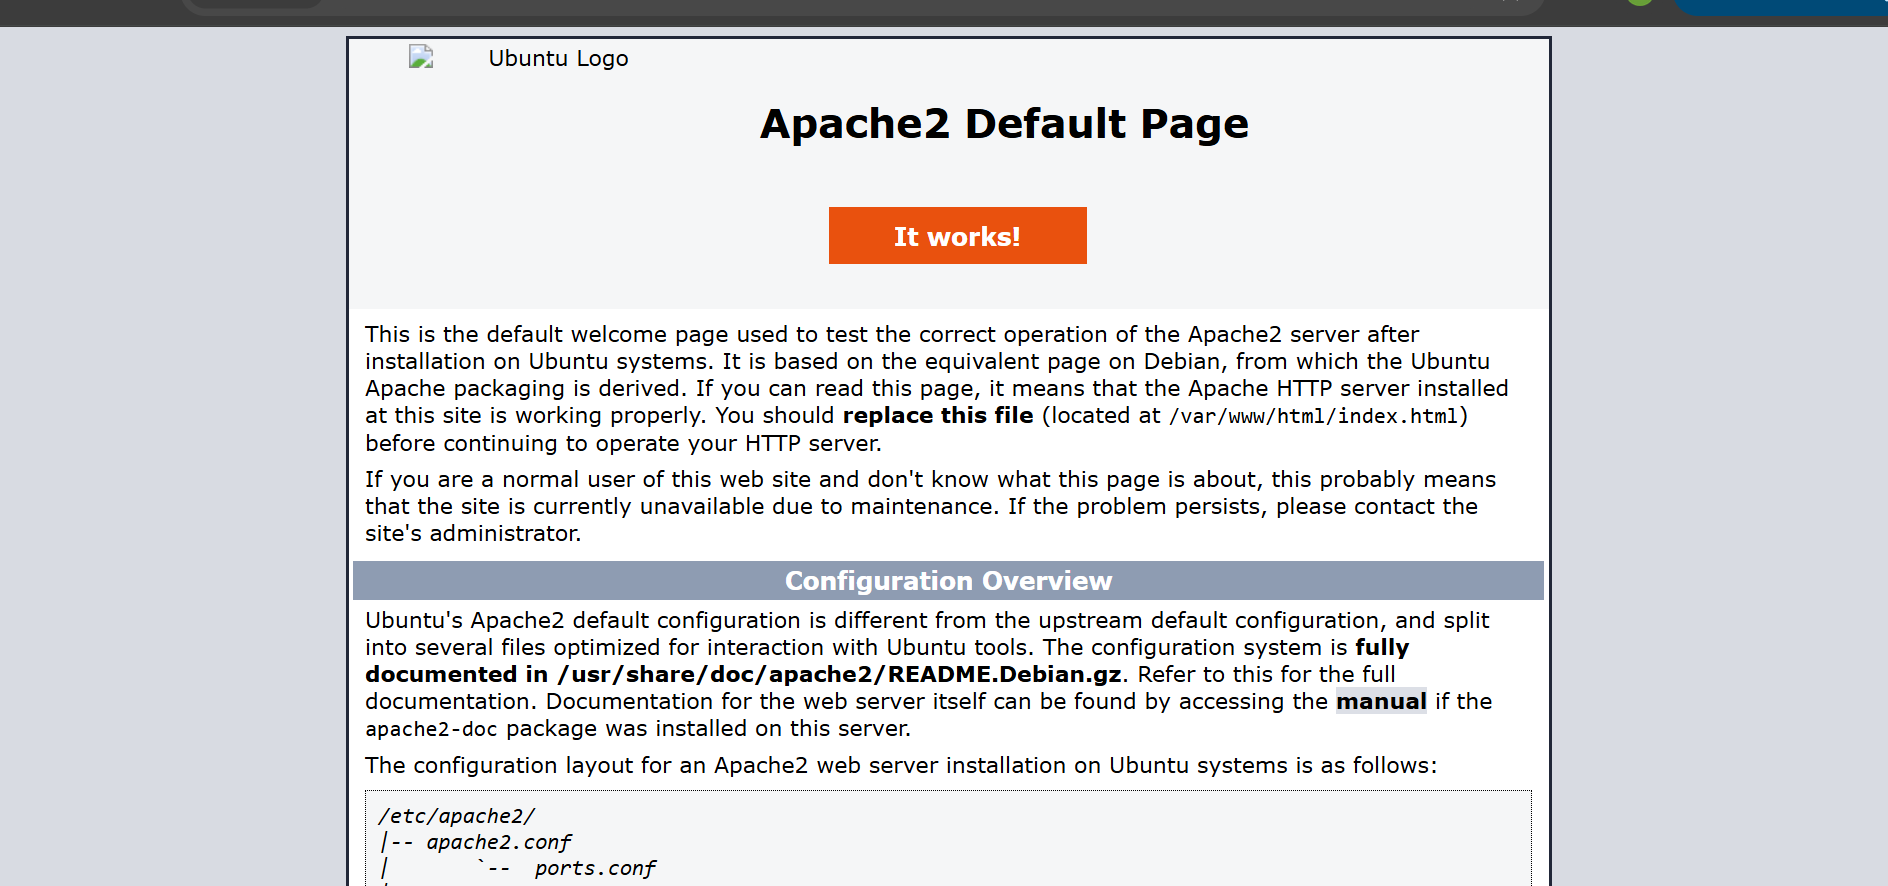 Ubuntu Logo
Apache2 Default Page
It works!
This is the default welcome page used to test the correct operation of the Apache2 server after
installation on Ubuntu systems. It is based on the equivalent page on Debian, from which the Ubuntu
Apache packaging is derived. If you can read this page, it means that the Apache HTTP server installed
at this site is working properly. You should replace this file (located at /var/www/html/index.html)
before continuing to operate your HTTP server.
If you are a normal user of this web site and don't know what this page is about, this probably means
that the site is currently unavailable due to maintenance. If the problem persists, please contact the
site's administrator.
Configuration Overview
Ubuntu's Apache2 default configuration is different from the upstream default configuration, and split
into several files optimized for interaction with Ubuntu tools. The configuration system is fully
documented in /usr/share/doc/apache2/README.Debian.gz. Refer to this for the full
documentation. Documentation for the web server itself can be found by accessing the manual if the
apache2-doc package was installed on this server.
The configuration layout for an Apache2 web server installation on Ubuntu systems is as follows:
/etc/apache2/
|-- apache2.conf
|       `--  ports.conf